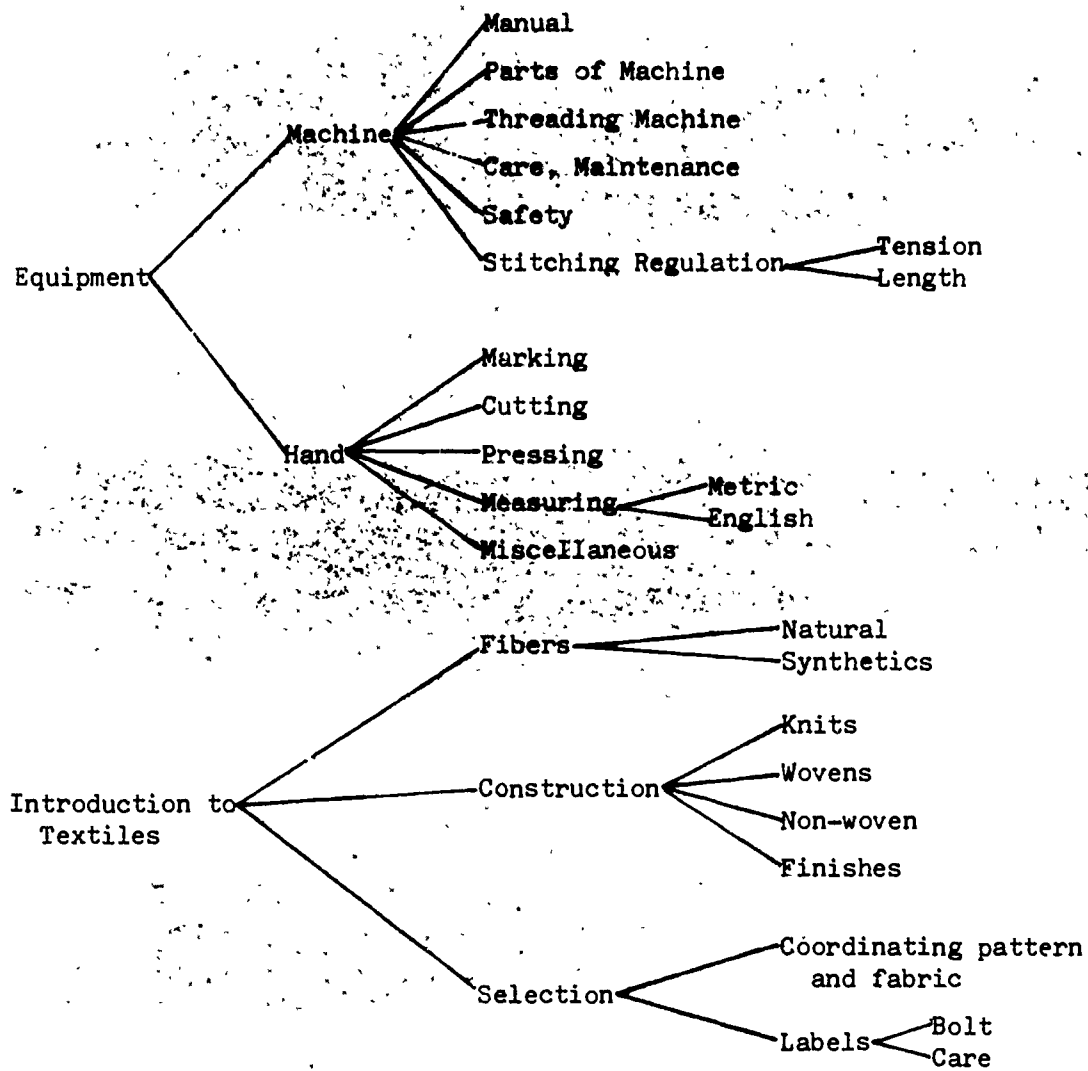 Manual
Parts of Machine
Threading Machine
Machine
Care, Maintenance
Safety
Stitching Regulation
Tension
Length
Equipment
Marking
Cutting
Hand
Pressing
Measuring
Metric
English
Miscellaneous
Fibers
Natural
Synthetics
Knits
Wovens
Construction
Introduction to
Textiles
Non-woven
Finishes
Coordinating pattern
and fabric
Selection
Labels
Bolt
Care